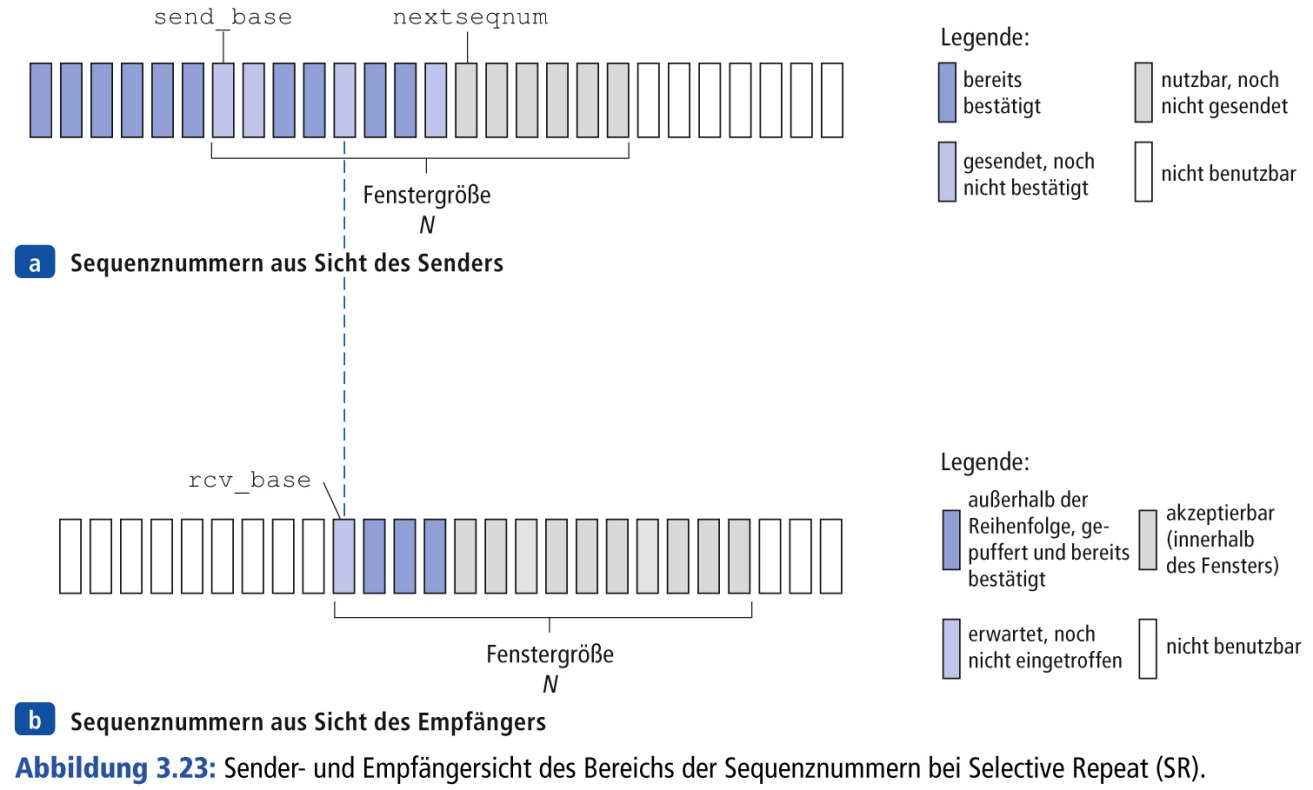 send_base
nextseqnum
Fenstergröße
N
Legende:
bereits
bestätigt
nutzbar, noch
nicht gesendet
gesendet, noch
nicht bestätigt
nicht benutzbar
a Sequenznummern aus Sicht des Senders
rcv_base
Fenstergröße
N
Legende:
außerhalb der
Reihenfolge, ge-
puffert und bereits
bestätigt
akzeptierbar
(innerhalb
des Fensters)
erwartet, noch
nicht eingetroffen
nicht benutzbar
b Sequenznummern aus Sicht des Empfängers
Abbildung 3.23: Sender- und Empfängersicht des Bereichs der Sequenznummern bei Selective Repeat (SR).